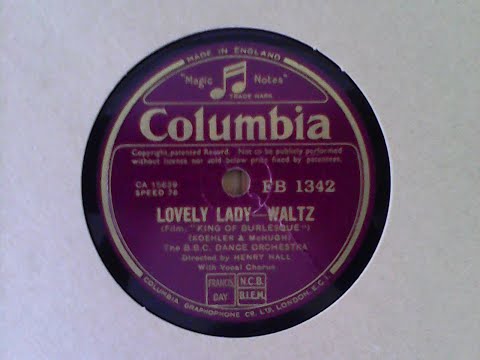 MADE IN ENGLAND
"Magic Notes"
TRADE MARK
Columbia
Copyright, patented Record. Not to be publicly performed
without licence nor sold below price fixed by patentees.
CA 15639
SPEED 78
FB 1342
LOVELY LADY—WALTZ
(Film, "KING OF BURLESQUE")
(KOEHLER & McHUGH)
The B.B.C. DANCE ORCHESTRA
Directed by HENRY HALL
With Vocal Chorus
FRANCIS
DAY
N.C.B.
B.I.E.M.
COLUMBIA GRAPHOPHONE CO. LTD. LONDON, E.C.1.